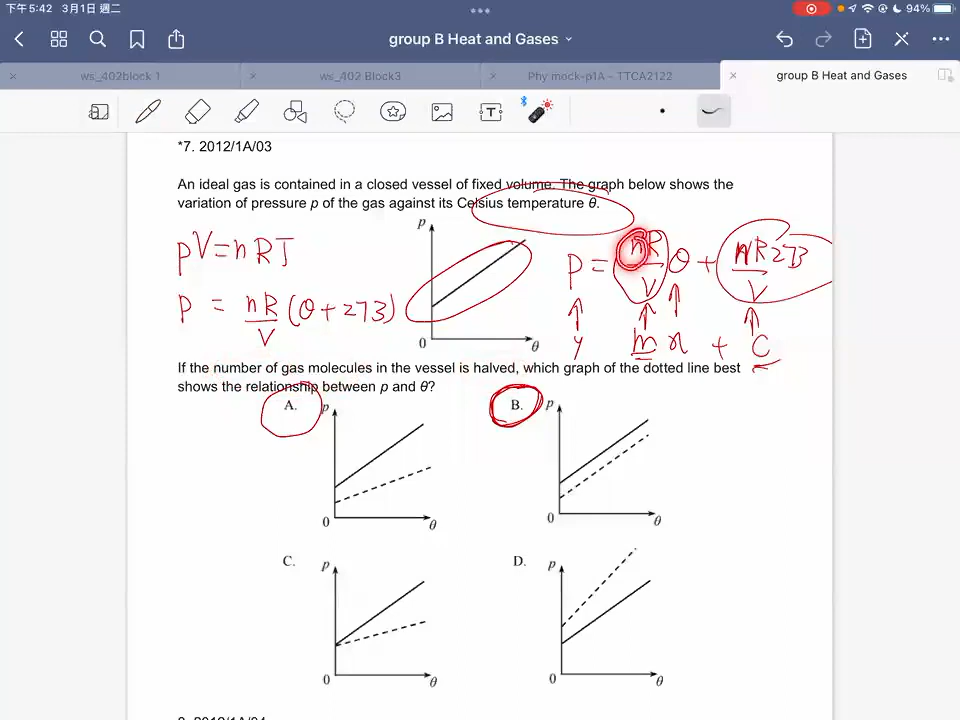 下午5:42 3月1日 週二
94%
group B Heat and Gases
ws_402block 1
ws_402 Block3
Phy mock-p1A - TTCA2122
group B Heat and Gases
*7. 2012/1A/03
An ideal gas is contained in a closed vessel of fixed volume. The graph below shows the
variation of pressure p of the gas against its Celsius temperature θ.
p
0
θ
pV=nRT
p = nR/V (θ+273)
p = nR/V θ + nR273/V
y m x + c
If the number of gas molecules in the vessel is halved, which graph of the dotted line best
shows the relationship between p and θ?
A.
p
0
θ
B.
p
0
θ
C.
p
0
θ
D.
p
0
θ